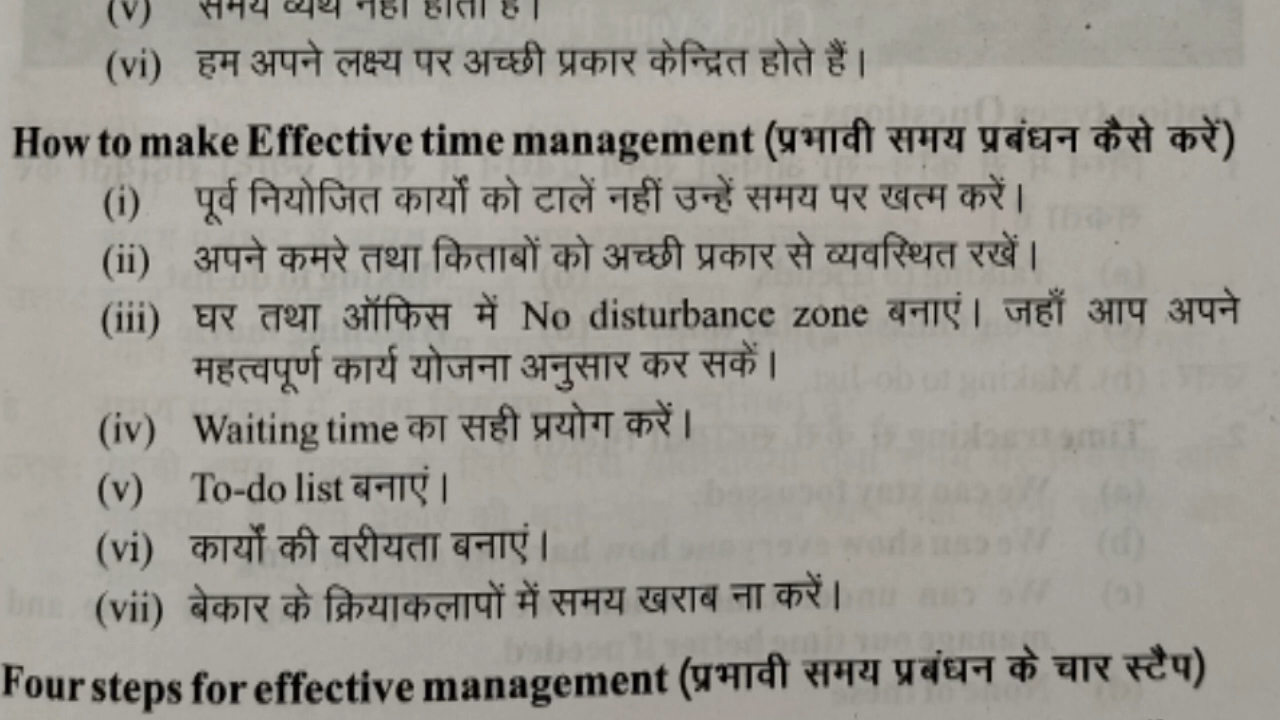 (v) समय व्यर्थ नहीं होता है।
(vi) हम अपने लक्ष्य पर अच्छी प्रकार केन्द्रित होते हैं।
How to make Effective time management (प्रभावी समय प्रबंधन कैसे करें)
(i) पूर्व नियोजित कार्यों को टालें नहीं उन्हें समय पर खत्म करें।
(ii) अपने कमरे तथा किताबों को अच्छी प्रकार से व्यवस्थित रखें।
(iii) घर तथा ऑफिस में No disturbance zone बनाएं। जहाँ आप अपने
महत्वपूर्ण कार्य योजना अनुसार कर सकें।
(iv) Waiting time का सही प्रयोग करें।
(v) To-do list बनाएं।
(vi) कार्यों की वरीयता बनाएं।
(vii) बेकार के क्रियाकलापों में समय खराब ना करें।
Four steps for effective management (प्रभावी समय प्रबंधन के चार स्टैप)